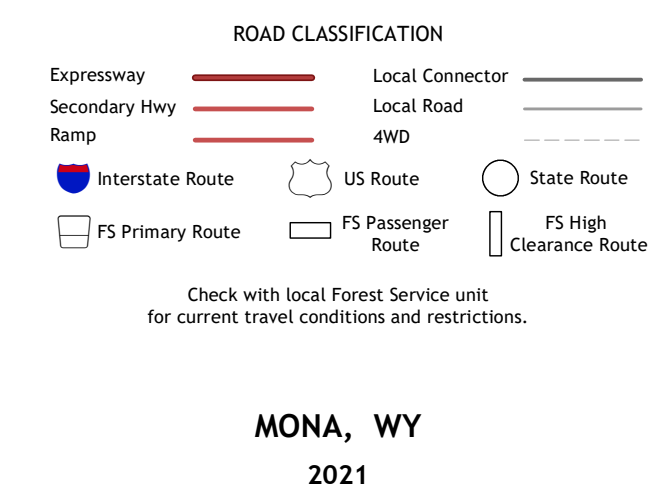 ROAD CLASSIFICATION
Expressway
Local Connector
Secondary Hwy
Local Road
Ramp
4WD
Interstate Route
US Route
State Route
FS Primary Route
FS Passenger
Route
FS High
Clearance Route
Check with local Forest Service unit
for current travel conditions and restrictions.
MONA, WY
2021